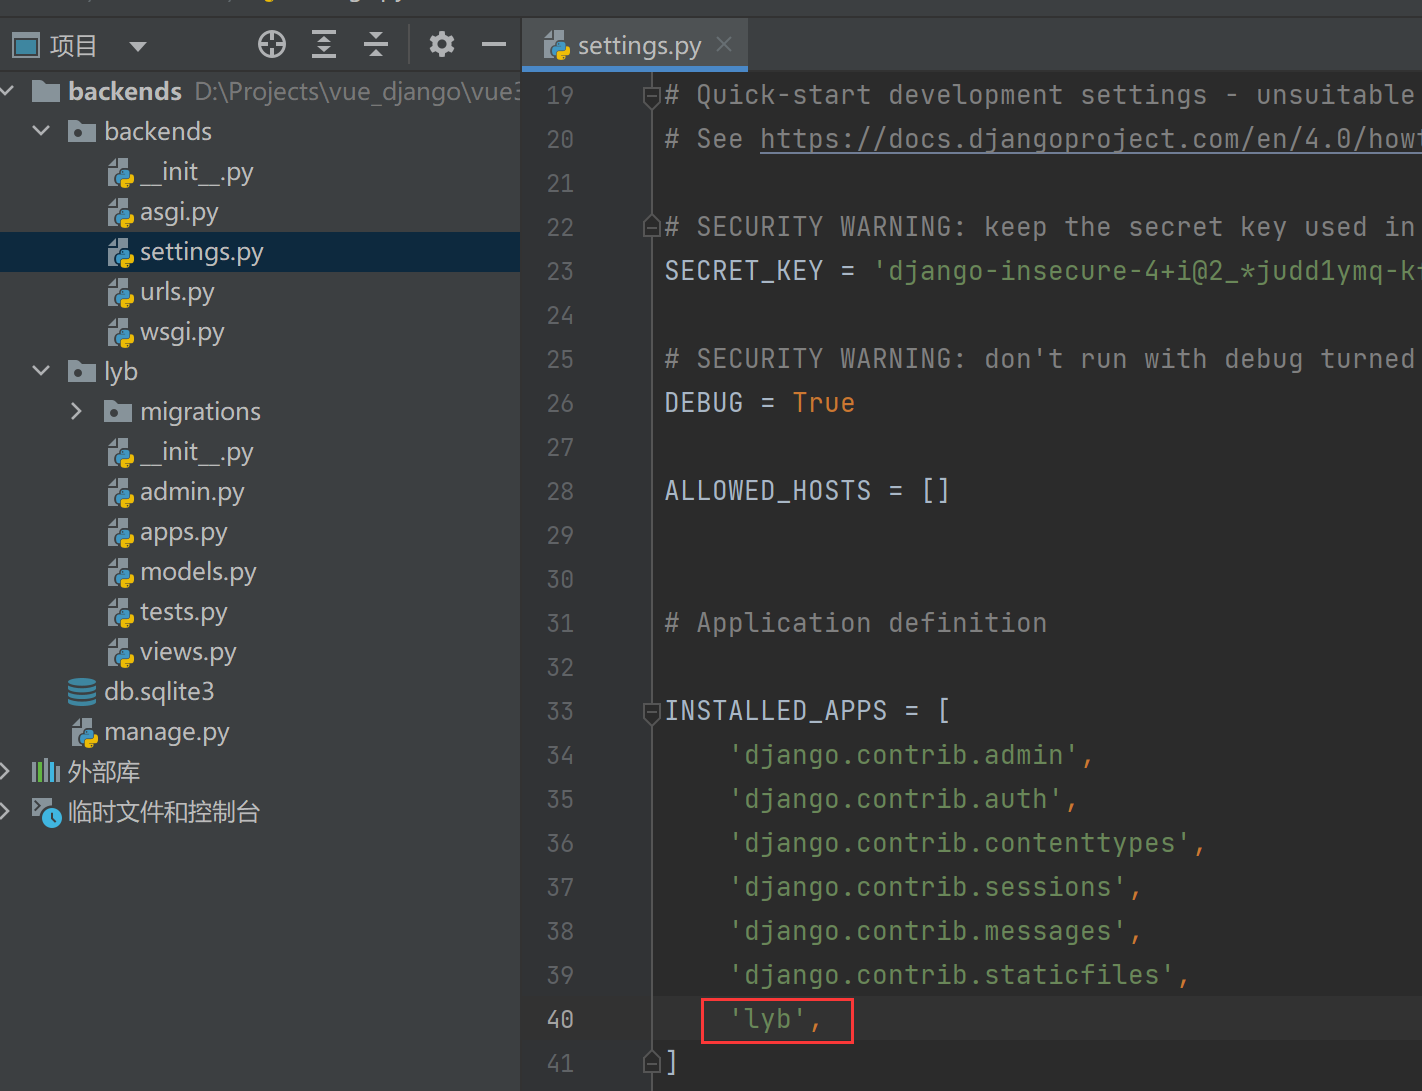 项目
settings.py
backends D:\Projects\vue_django\vue3
backends
__init__.py
asgi.py
settings.py
urls.py
wsgi.py
lyb
migrations
__init__.py
admin.py
apps.py
models.py
tests.py
views.py
db.sqlite3
manage.py
外部库
临时文件和控制台
19 # Quick-start development settings - unsuitable
20 # See https://docs.djangoproject.com/en/4.0/howt
21
22 # SECURITY WARNING: keep the secret key used in
23 SECRET_KEY = 'django-insecure-4+i@2_*judd1ymq-k
24
25 # SECURITY WARNING: don't run with debug turned
26 DEBUG = True
27
28 ALLOWED_HOSTS = []
29
30
31 # Application definition
32
33 INSTALLED_APPS = [
34 'django.contrib.admin',
35 'django.contrib.auth',
36 'django.contrib.contenttypes',
37 'django.contrib.sessions',
38 'django.contrib.messages',
39 'django.contrib.staticfiles',
40 'lyb',
41 ]